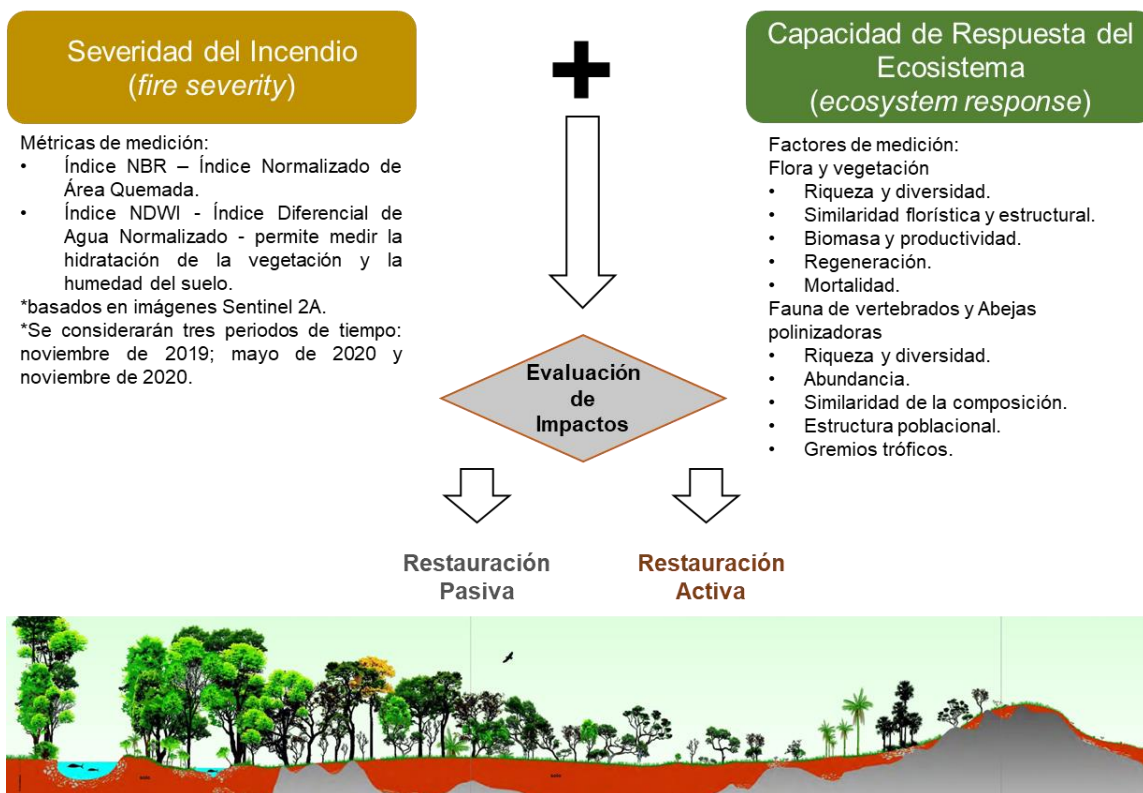 Severidad del Incendio
(fire severity)
Métricas de medición:
• Índice NBR – Índice Normalizado de
Área Quemada.
• Índice NDWI - Índice Diferencial de
Agua Normalizado - permite medir la
hidratación de la vegetación y la
humedad del suelo.
*basados en imágenes Sentinel 2A.
*Se considerarán tres periodos de tiempo:
noviembre de 2019; mayo de 2020 y
noviembre de 2020.
+
Capacidad de Respuesta del
Ecosistema
(ecosystem response)
Factores de medición:
Flora y vegetación
• Riqueza y diversidad.
• Similaridad florística y estructural.
• Biomasa y productividad.
• Regeneración.
• Mortalidad.
Fauna de vertebrados y Abejas
polinizadoras
• Riqueza y diversidad.
• Abundancia.
• Similaridad de la composición.
• Estructura poblacional.
• Gremios tróficos.
Evaluación
de
Impactos
Restauración
Pasiva
Restauración
Activa